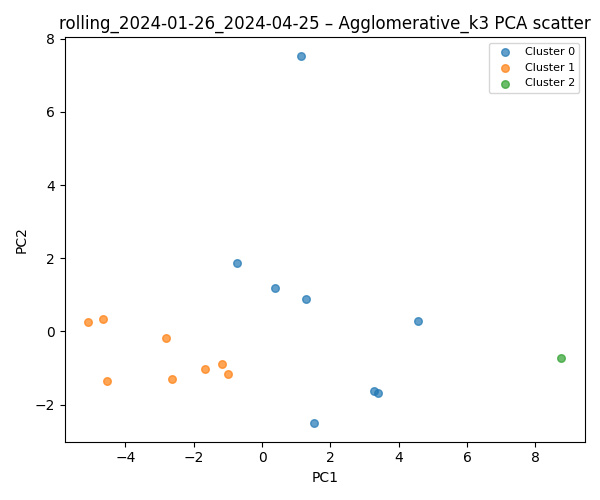 rolling_2024-01-26_2024-04-25 – Agglomerative_k3 PCA scatter
Cluster 0
Cluster 1
Cluster 2
8
6
4
2
0
−2
PC2
−4 −2 0 2 4 6 8
PC1